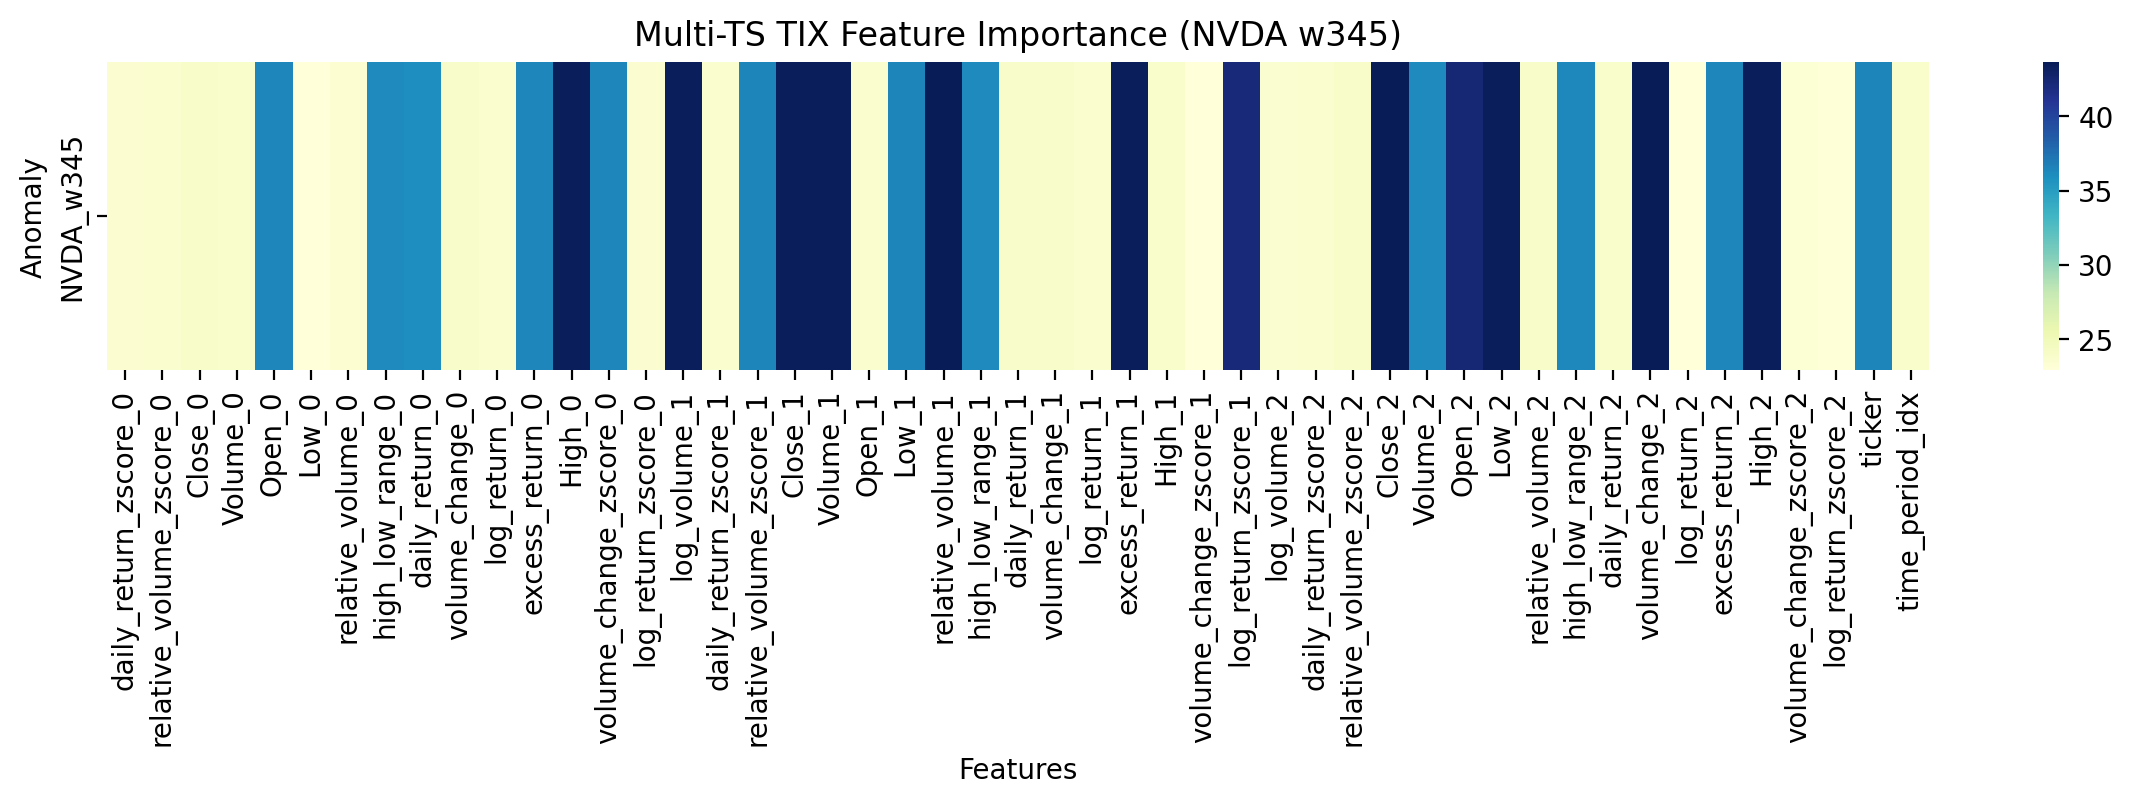 Multi-TS TIX Feature Importance (NVDA w345)
Anomaly
NVDA_w345
40
35
30
25
daily_return_zscore_0
relative_volume_zscore_0
Close_0
Volume_0
Open_0
Low_0
relative_volume_0
high_low_range_0
daily_return_0
volume_change_0
log_return_0
excess_return_0
High_0
volume_change_zscore_0
log_return_zscore_0
log_volume_1
daily_return_zscore_1
relative_volume_zscore_1
Close_1
Volume_1
Open_1
Low_1
relative_volume_1
high_low_range_1
daily_return_1
volume_change_1
log_return_1
excess_return_1
High_1
volume_change_zscore_1
log_return_zscore_1
log_volume_2
daily_return_zscore_2
relative_volume_zscore_2
Close_2
Volume_2
Open_2
Low_2
relative_volume_2
high_low_range_2
daily_return_2
volume_change_2
log_return_2
excess_return_2
High_2
volume_change_zscore_2
log_return_zscore_2
ticker
time_period_idx
Features